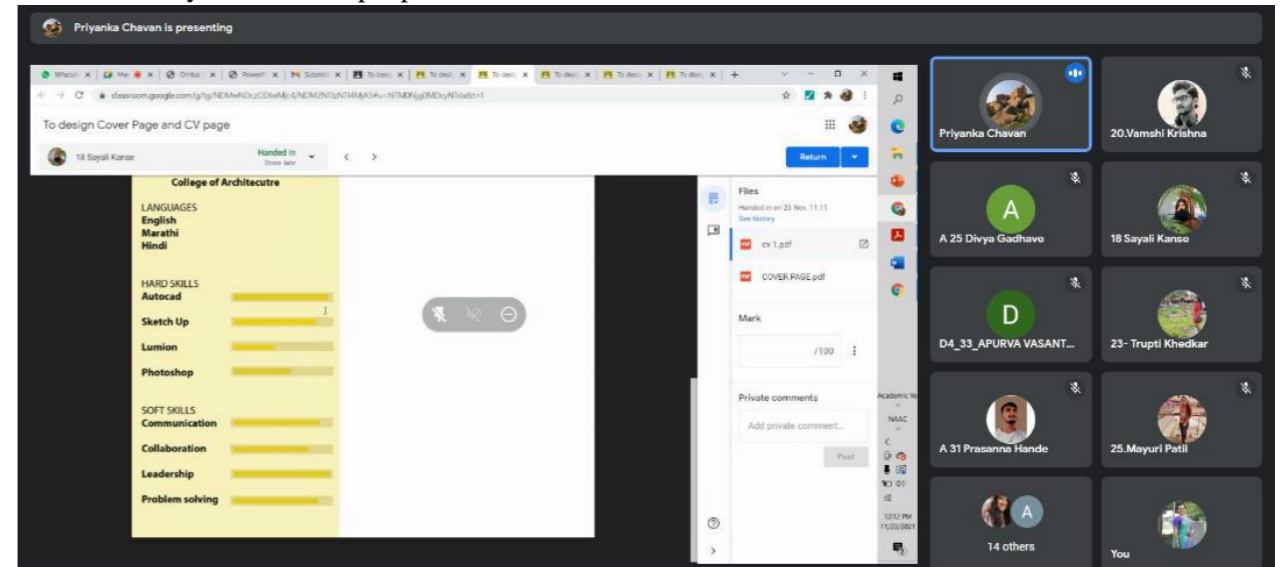 Priyanka Chavan is presenting
To design Cover Page and CV page
18 Sayali Kanse
Handed in
Done late
Return
College of Architecutre
LANGUAGES
English
Marathi
Hindi
HARD SKILLS
Autocad
Sketch Up
Lumion
Photoshop
SOFT SKILLS
Communication
Collaboration
Leadership
Problem solving
Files
Handed in on 23 Nov, 11:11
See history
cv 1.pdf
COVER PAGE.pdf
Mark
/100
Private comments
Add private comment...
Post
Academic Ye
NAAC
12:12 PM
11/23/2021
Priyanka Chavan
20.Vamshi Krishna
A
A 25 Divya Gadhave
18 Sayali Kanse
D
D4_33_APURVA VASANT...
23- Trupti Khedkar
A 31 Prasanna Hande
25.Mayuri Patil
A
14 others
You